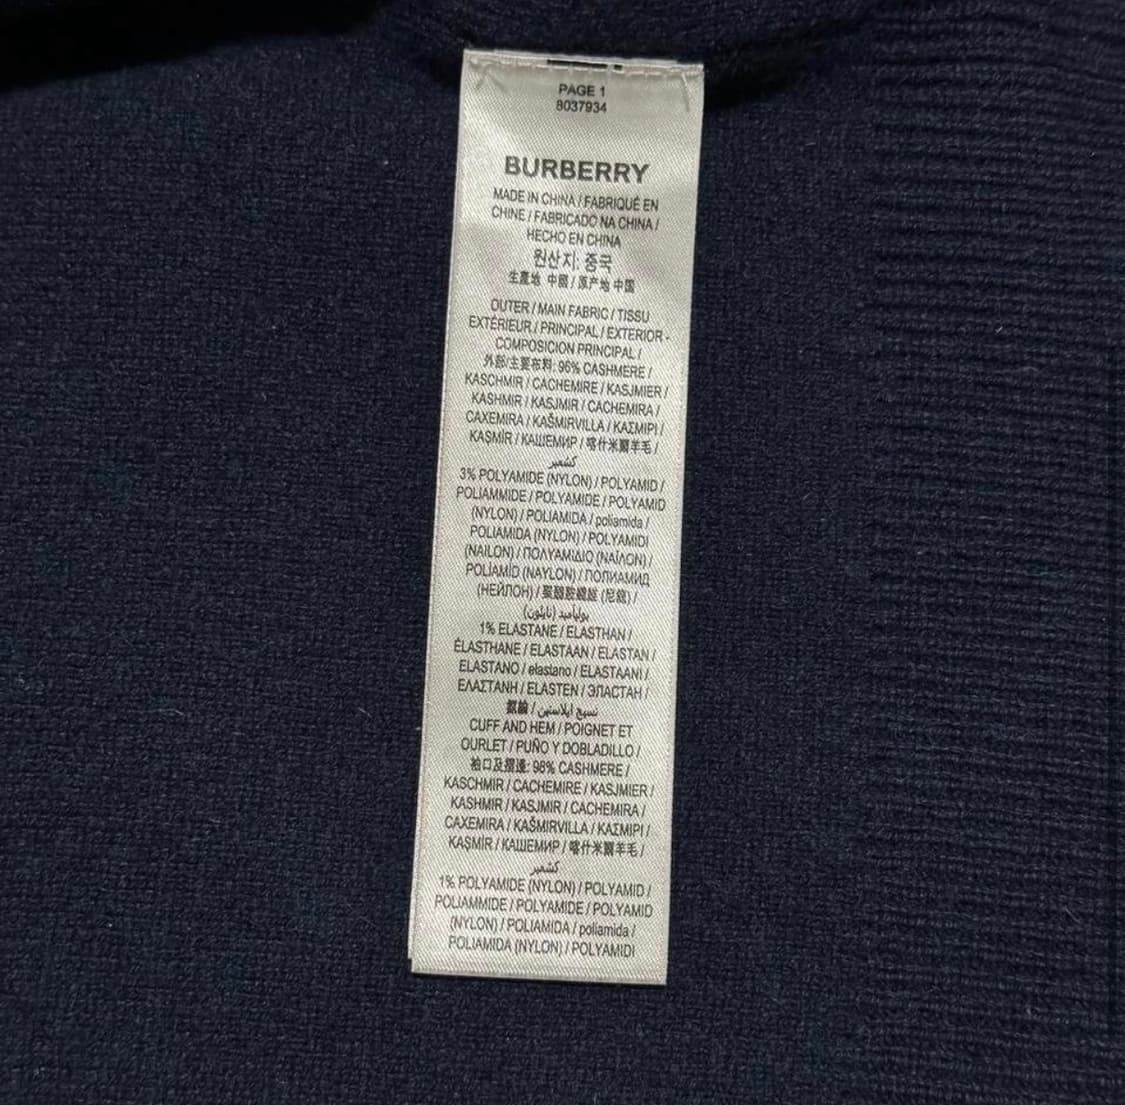 PAGE 1
8037934
BURBERRY
MADE IN CHINA / FABRIQUÉ EN
CHINE / FABRICADO NA CHINA /
HECHO EN CHINA
원산지: 중국
生產地 中國 / 原产地 中国
OUTER / MAIN FABRIC / TISSU
EXTÉRIEUR / PRINCIPAL / EXTERIOR -
COMPOSICION PRINCIPAL /
外部/主要布料: 96% CASHMERE /
KASCHMIR / CACHEMIRE / KASJMIER /
KASHMIR / KASJMIR / CACHEMIRA /
CAXEMIRA / KAŠMIRVILLA / ΚΑΣΜΙΡΙ /
KAŞMİR / КАШЕМИР / 喀什米爾羊毛 /
كشمير
3% POLYAMIDE (NYLON) / POLYAMID /
POLIAMMIDE / POLYAMIDE / POLYAMID
(NYLON) / POLIAMIDA / poliamida /
POLIAMIDA (NYLON) / POLYAMIDI
(NAILON) / ΠΟΛΥΑΜΙΔΙΟ (ΝΑΪΛΟΝ) /
POLİAMİD (NAYLON) / ПОЛИАМИД
(НЕЙЛОН) / 聚醯胺纖維 (尼龍) /
بولياميد (نايلون)
1% ELASTANE / ELASTHAN /
ÉLASTHANE / ELASTAAN / ELASTAN /
ELASTANO / elastano / ELASTAANI /
ΕΛΑΣΤΑΝΗ / ELASTEN / ЭЛАСТАН /
/ نسيج ايلاستين
CUFF AND HEM / POIGNET ET
OURLET / PUÑO Y DOBLADILLO /
袖口及摺邊: 98% CASHMERE /
KASCHMIR / CACHEMIRE / KASJMIER /
KASHMIR / KASJMIR / CACHEMIRA /
CAXEMIRA / KAŠMIRVILLA / ΚΑΣΜΙΡΙ /
KAŞMİR / КАШЕМИР / 喀什米爾羊毛 /
كشمير
1% POLYAMIDE (NYLON) / POLYAMID /
POLIAMMIDE / POLYAMIDE / POLYAMID
(NYLON) / POLIAMIDA / poliamida /
POLIAMIDA (NYLON) / POLYAMIDI